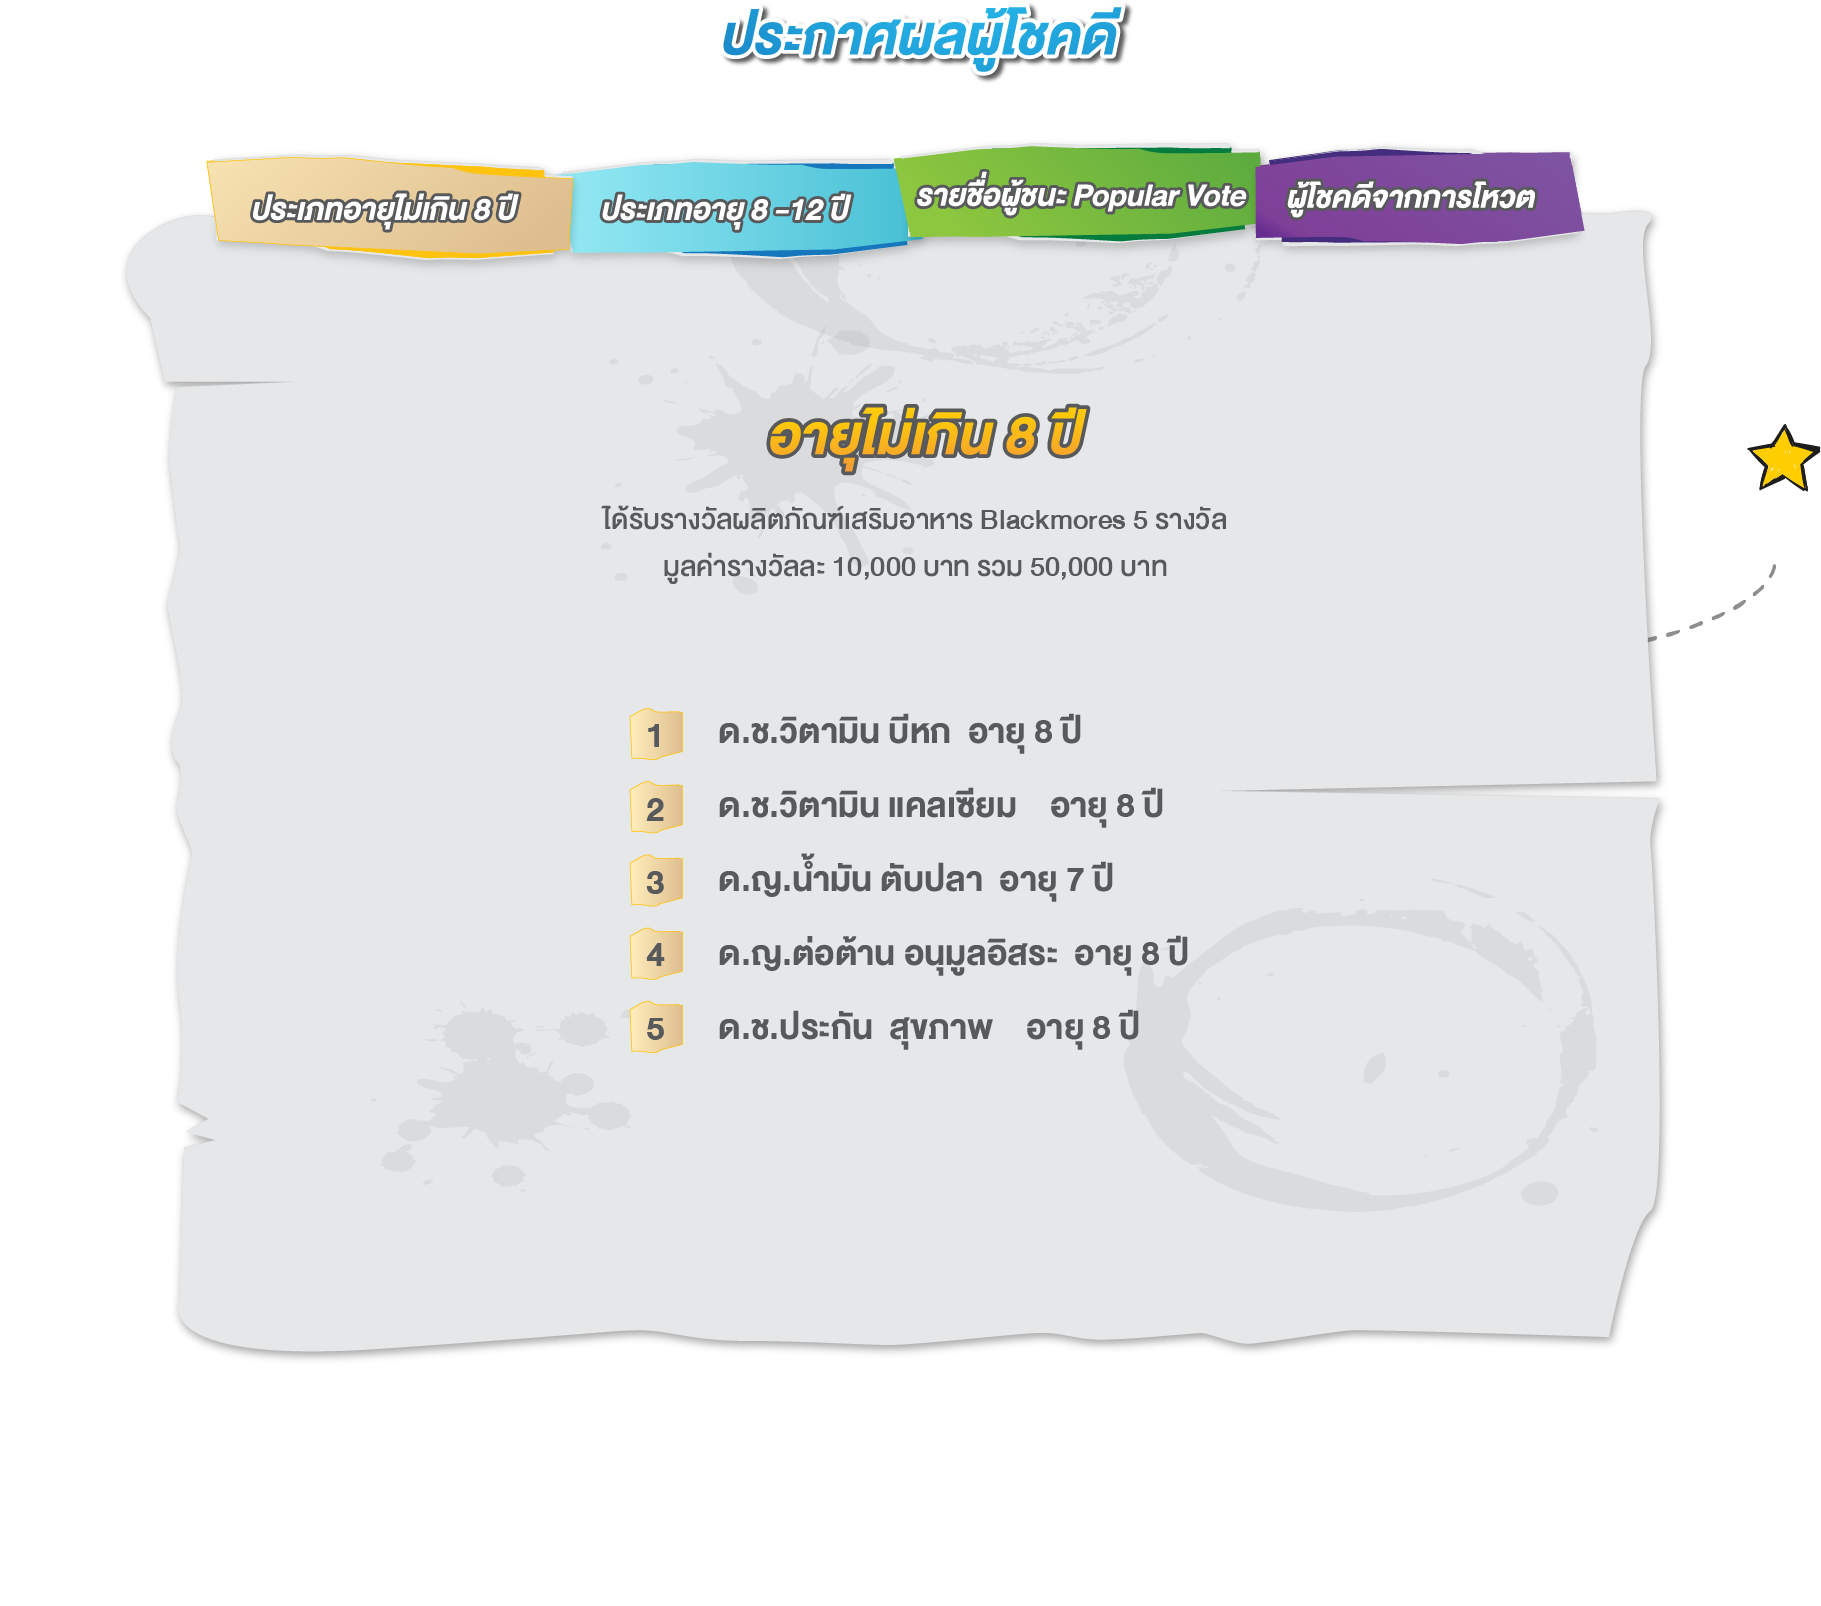 ประกาศผลผู้โชคดี
ประเภทอายุไม่เกิน 8 ปี
ประเภทอายุ 8 -12 ปี
รายชื่อผู้ชนะ Popular Vote
ผู้โชคดีจากการโหวต
อายุไม่เกิน 8 ปี
ได้รับรางวัลผลิตภัณฑ์เสริมอาหาร Blackmores 5 รางวัล
มูลค่ารางวัลละ 10,000 บาท รวม 50,000 บาท
1 ด.ช.วิตามิน บีหก อายุ 8 ปี
2 ด.ช.วิตามิน แคลเซียม อายุ 8 ปี
3 ด.ญ.น้ำมัน ตับปลา อายุ 7 ปี
4 ด.ญ.ต่อต้าน อนุมูลอิสระ อายุ 8 ปี
5 ด.ช.ประกัน สุขภาพ อายุ 8 ปี